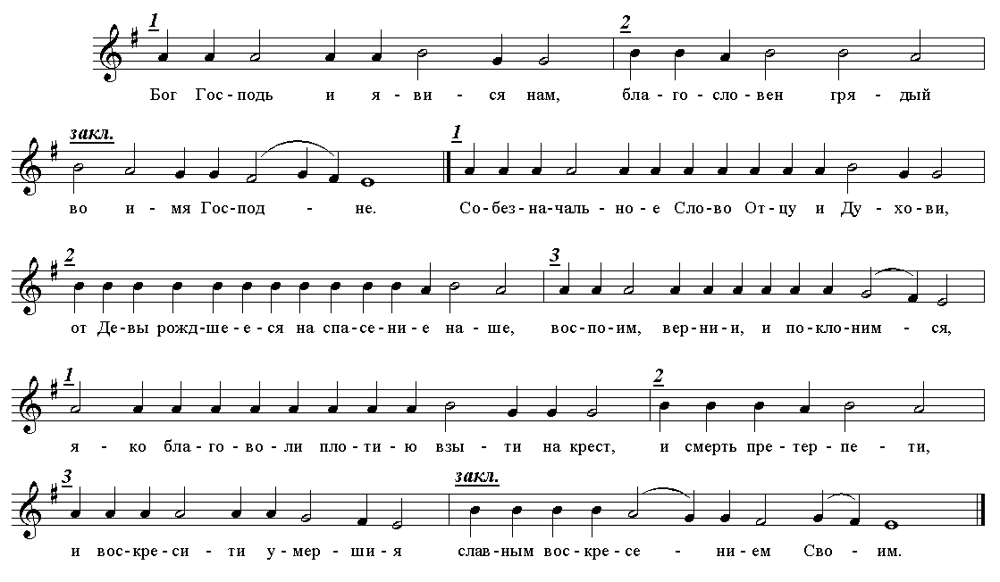 1 2
Бог Гос - подь и я - ви - ся нам, бла - го - сло - вен гря - дый
закл. 1
во и - мя Гос-под - не. Со-без-на-чаль - но - е Сло-во От-цу и Ду - хо-ви,
2 3
от Де-вы рожд-ше-е-ся на спа-се-ни-е на-ше, вос-по-им, вер-ни-и, и по-кло-ним - ся,
1 2
я - ко бла-го-во-ли пло-ти-ю взы - ти на крест, и смерть пре-тер-пе-ти,
3 закл.
и вос-кре-си-ти у-мер-ши-я слав-ным вос-кре-се - ни-ем Сво - им.